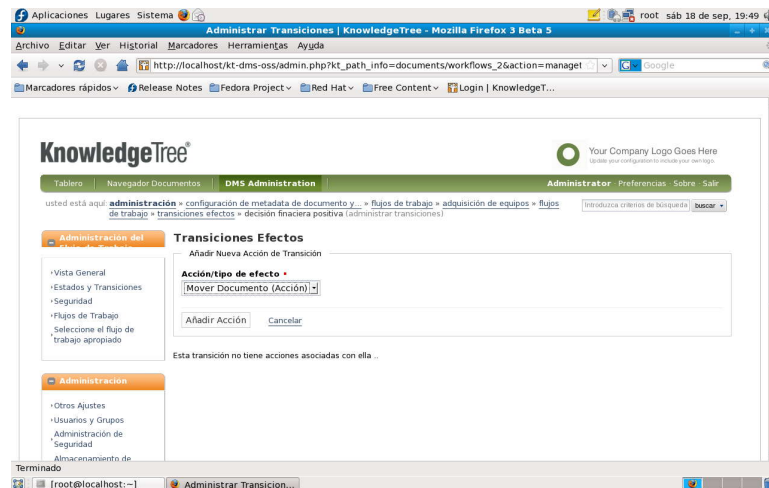 Aplicaciones Lugares Sistema root sáb 18 de sep, 19:49
Administrar Transiciones | KnowledgeTree - Mozilla Firefox 3 Beta 5
Archivo Editar Ver Historial Marcadores Herramientas Ayuda
http://localhost/kt-dms-oss/admin.php?kt_path_info=documents/workflows_2&action=managet Google
Marcadores rápidos Release Notes Fedora Project Red Hat Free Content Login | KnowledgeT...
KnowledgeTree®
Your Company Logo Goes Here
Update your configuration to include your own logo.
Tablero Navegador Documentos DMS Administration Administrator · Preferencias · Sobre · Salir
usted está aquí: administración » configuración de metadata de documento y... » flujos de trabajo » adquisición de equipos » flujos
de trabajo » transiciones efectos » decisión finaciera positiva (administrar transiciones)
Introduzca criterios de búsqueda buscar
Administración del
Flujo de Trabajo
Vista General
Estados y Transiciones
Seguridad
Flujos de Trabajo
Seleccione el flujo de
trabajo apropiado
Transiciones Efectos
Añadir Nueva Acción de Transición
Acción/tipo de efecto •
Mover Documento (Acción)
Añadir Acción Cancelar
Esta transición no tiene acciones asociadas con ella ..
Administración
Otros Ajustes
Usuarios y Grupos
Administración de
Seguridad
Almacenamiento de
Terminado
[root@localhost:~] Administrar Transicion...